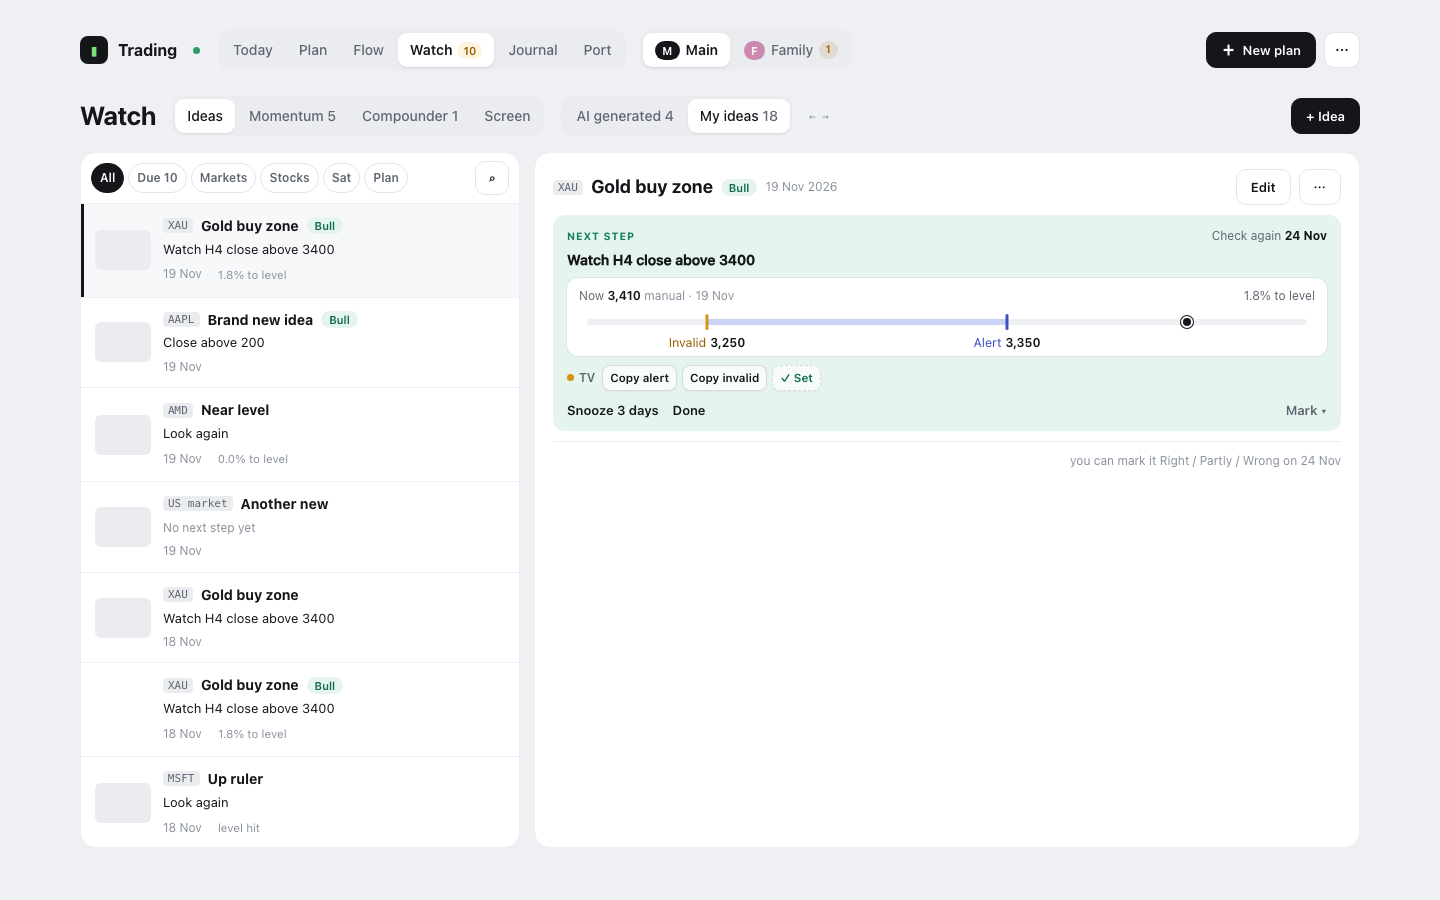 Trading Today Plan Flow Watch 10 Journal Port M Main F Family 1 + New plan ...
Watch Ideas Momentum 5 Compounder 1 Screen AI generated 4 My ideas 18 ← → + Idea
All Due 10 Markets Stocks Sat Plan
XAU Gold buy zone Bull
Watch H4 close above 3400
19 Nov 1.8% to level
AAPL Brand new idea Bull
Close above 200
19 Nov
AMD Near level
Look again
19 Nov 0.0% to level
US market Another new
No next step yet
19 Nov
XAU Gold buy zone
Watch H4 close above 3400
18 Nov
XAU Gold buy zone Bull
Watch H4 close above 3400
18 Nov 1.8% to level
MSFT Up ruler
Look again
18 Nov level hit
XAU Gold buy zone Bull 19 Nov 2026 Edit ...
NEXT STEP Check again 24 Nov
Watch H4 close above 3400
Now 3,410 manual · 19 Nov 1.8% to level
Invalid 3,250 Alert 3,350
TV Copy alert Copy invalid ✓ Set
Snooze 3 days Done Mark ▾
you can mark it Right / Partly / Wrong on 24 Nov